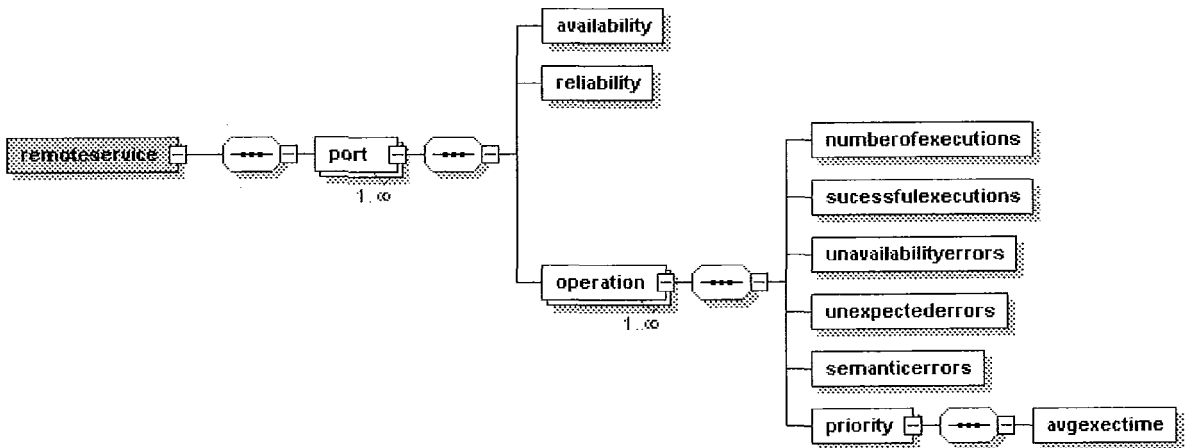 availability
reliability
remoteservice
port
1..∞
numberofexecutions
sucessfulexecutions
unavailabilityerrors
operation
1..∞
unexpectederrors
semanticerrors
priority
avgexectime